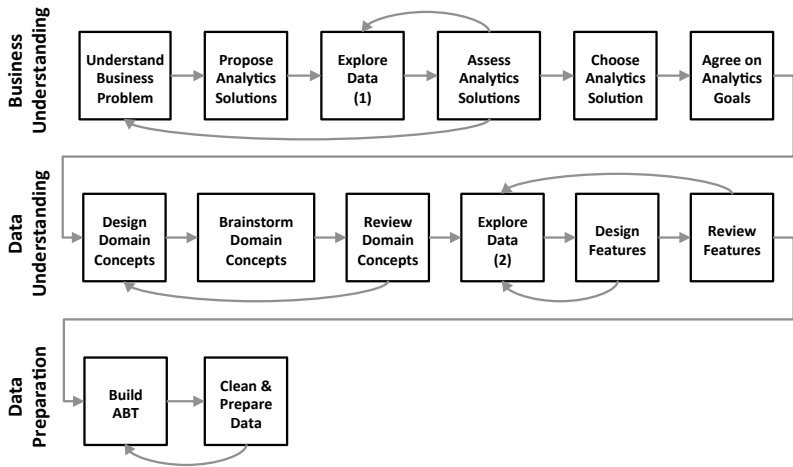 Business
Understanding
Understand
Business
Problem
Propose
Analytics
Solutions
Explore
Data
(1)
Assess
Analytics
Solutions
Choose
Analytics
Solution
Agree on
Analytics
Goals
Data
Understanding
Design
Domain
Concepts
Brainstorm
Domain
Concepts
Review
Domain
Concepts
Explore
Data
(2)
Design
Features
Review
Features
Data
Preparation
Build
ABT
Clean &
Prepare
Data